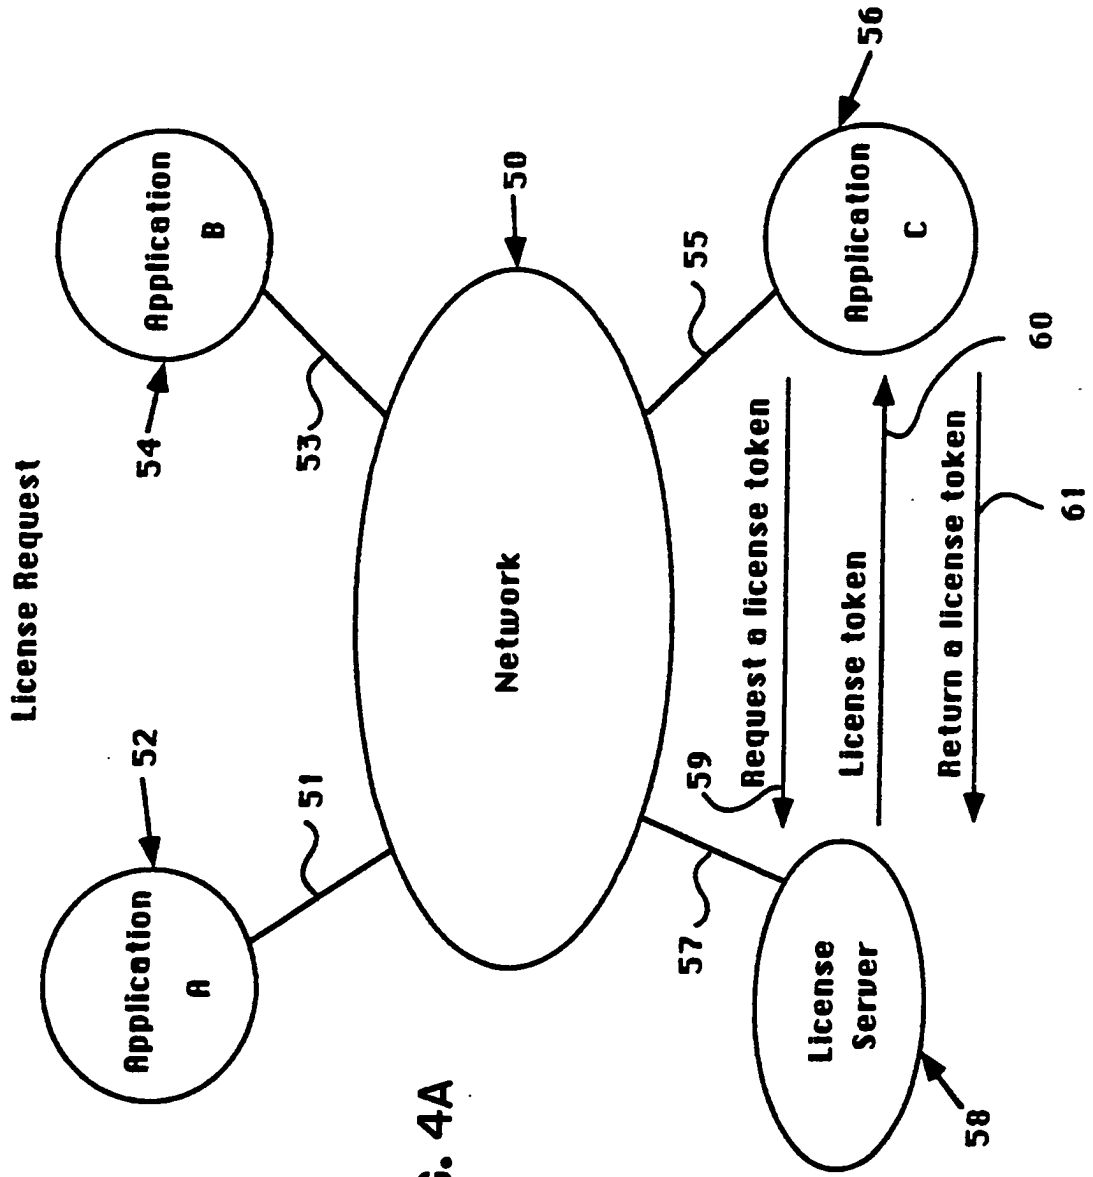 License Request
Application
A
52
51
Application
B
54
53
Network
50
55
Application
C
56
57
License
Server
58
59
Request a license token
License token
60
Return a license token
61
4A